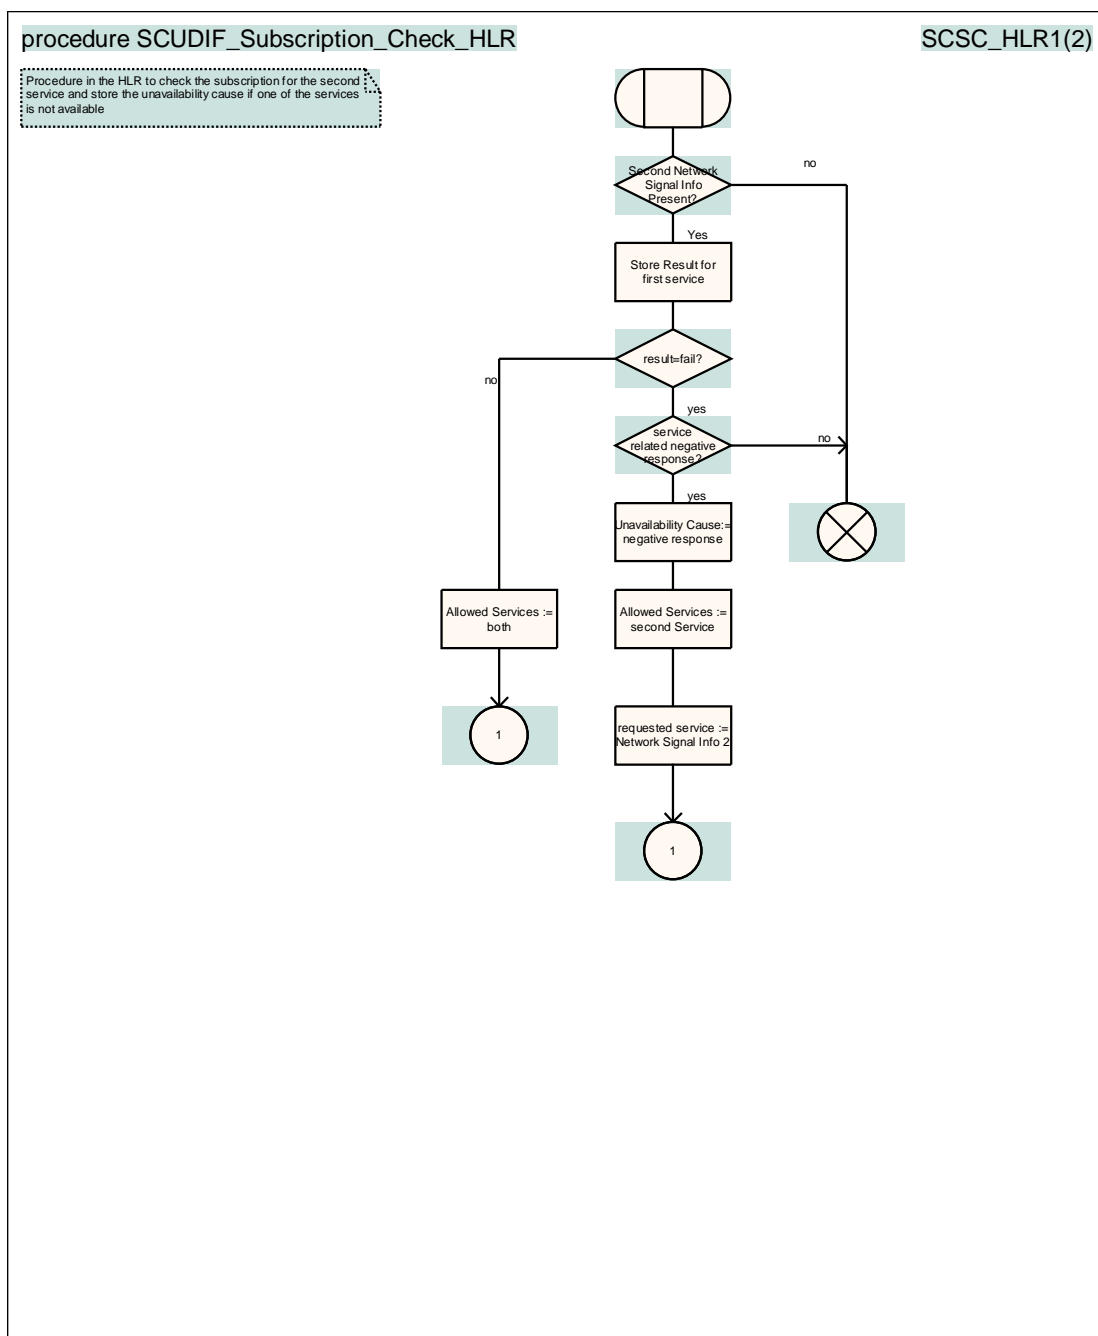 procedure SCUDIF_Subscription_Check_HLR
SCSC_HLR1(2)
Procedure in the HLR to check the subscription for the second
service and store the unavailability cause if one of the services
is not available
Second Network
Signal Info
Present?
no
Yes
Store Result for
first service
result=fail?
no
yes
service
related negative
response?
no
yes
Unavailability Cause:=
negative response
Allowed Services :=
both
Allowed Services :=
second Service
1
requested service :=
Network Signal Info 2
1